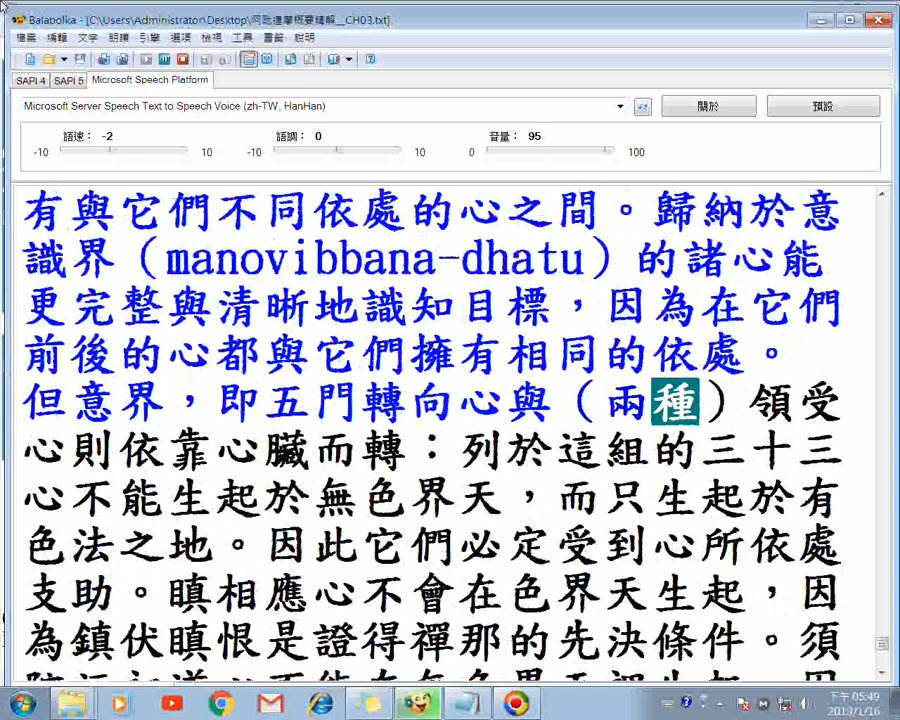 Balabolka - [C:\Users\Administrator\Desktop\阿毗達摩概要精解__CH03.txt]
檔案 編輯 文字 朗讀 引擎 選項 檢視 工具 書籤 說明
SAPI 4 SAPI 5 Microsoft Speech Platform
Microsoft Server Speech Text to Speech Voice (zh-TW, HanHan) 關於 預設
語速： -2 語調： 0 音量： 95
-10 10 -10 10 0 100
有與它們不同依處的心之間。歸納於意
識界（manovibbana-dhatu）的諸心能
更完整與清晰地識知目標，因為在它們
前後的心都與它們擁有相同的依處。
但意界，即五門轉向心與（兩種）領受
心則依靠心臟而轉：列於這組的三十三
心不能生起於無色界天，而只生起於有
色法之地。因此它們必定受到心所依處
支助。瞋相應心不會在色界天生起，因
為鎮伏瞋恨是證得禪那的先決條件。須
下午 05:49
2019/1/16